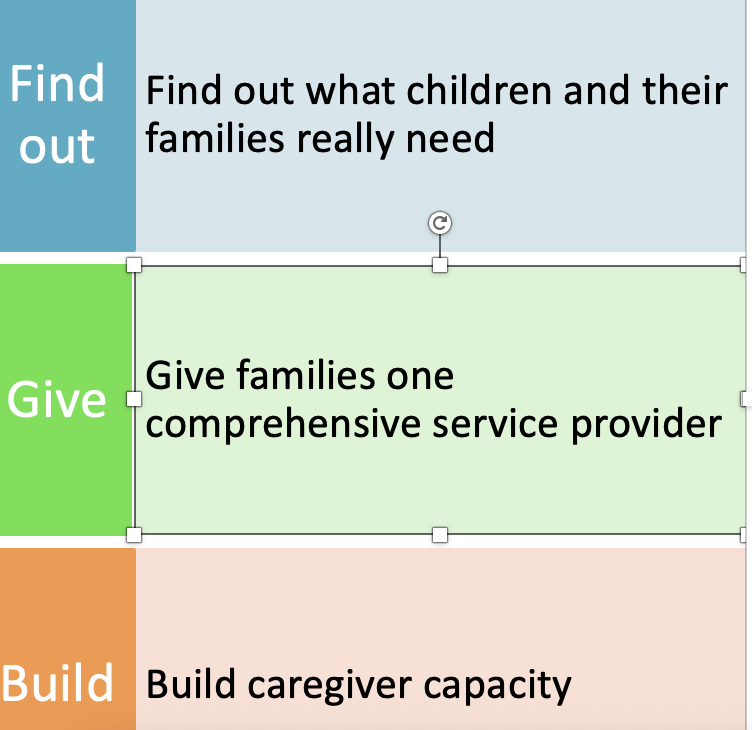 Find
out
Find out what children and their
families really need
Give
Give families one
comprehensive service provider
Build
Build caregiver capacity